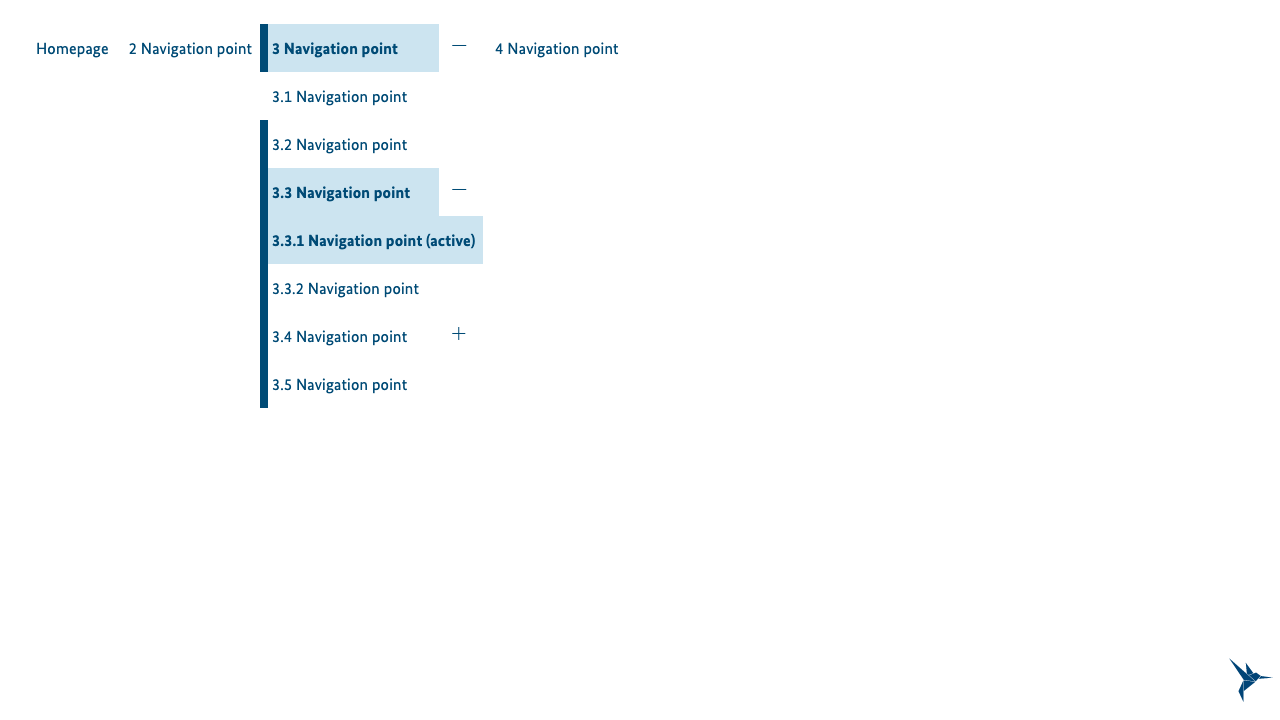 Homepage 2 Navigation point 3 Navigation point 4 Navigation point
3.1 Navigation point
3.2 Navigation point
3.3 Navigation point
3.3.1 Navigation point (active)
3.3.2 Navigation point
3.4 Navigation point
3.5 Navigation point